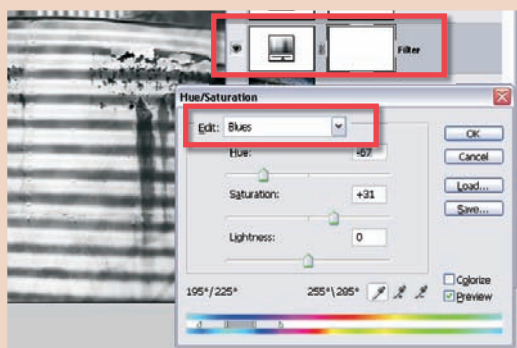 Filter
Hue/Saturation
Edit: Blues
OK
Hue: -67
Cancel
Saturation: +31
Load...
Save...
Lightness: 0
195°/225° 255°\285°
Colorize
Preview